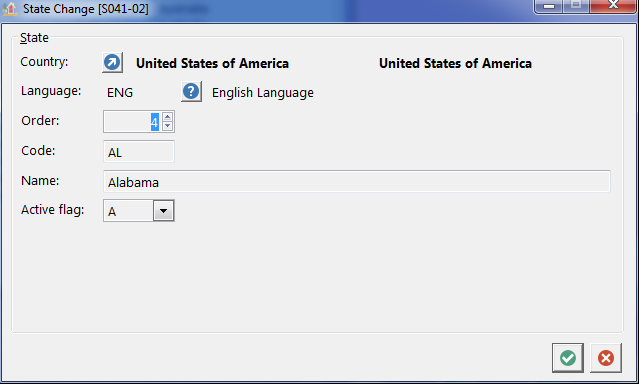 State Change [S041-02]
State
Country: United States of America United States of America
Language: ENG ? English Language
Order: 4
Code: AL
Name: Alabama
Active flag: A